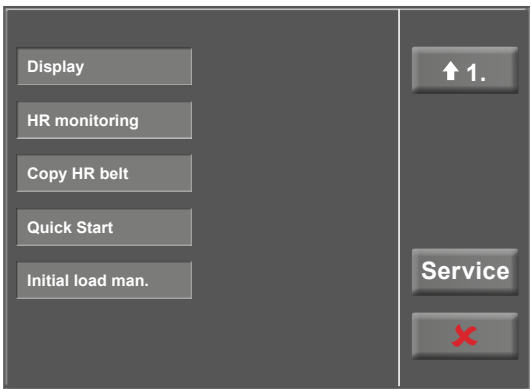 Display
HR monitoring
Copy HR belt
Quick Start
Initial load man.
1.
Service